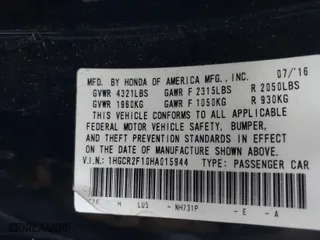 MFD. BY HONDA OF AMERICA MFG., INC. 07/16
GVWR 4321LBS GAWR F 2315LBS R 2050LBS
GVWR 1960KG GAWR F 1050KG R 930KG
THIS VEHICLE CONFORMS TO ALL APPLICABLE
FEDERAL MOTOR VEHICLE SAFETY, BUMPER,
AND THEFT PREVENTION STANDARDS IN EFFECT ON
THE DATE OF MANUFACTURE SHOWN ABOVE.
V.I.N.: 1HGCR2F10HA015944 TYPE: PASSENGER CAR
H NH731P - E - A